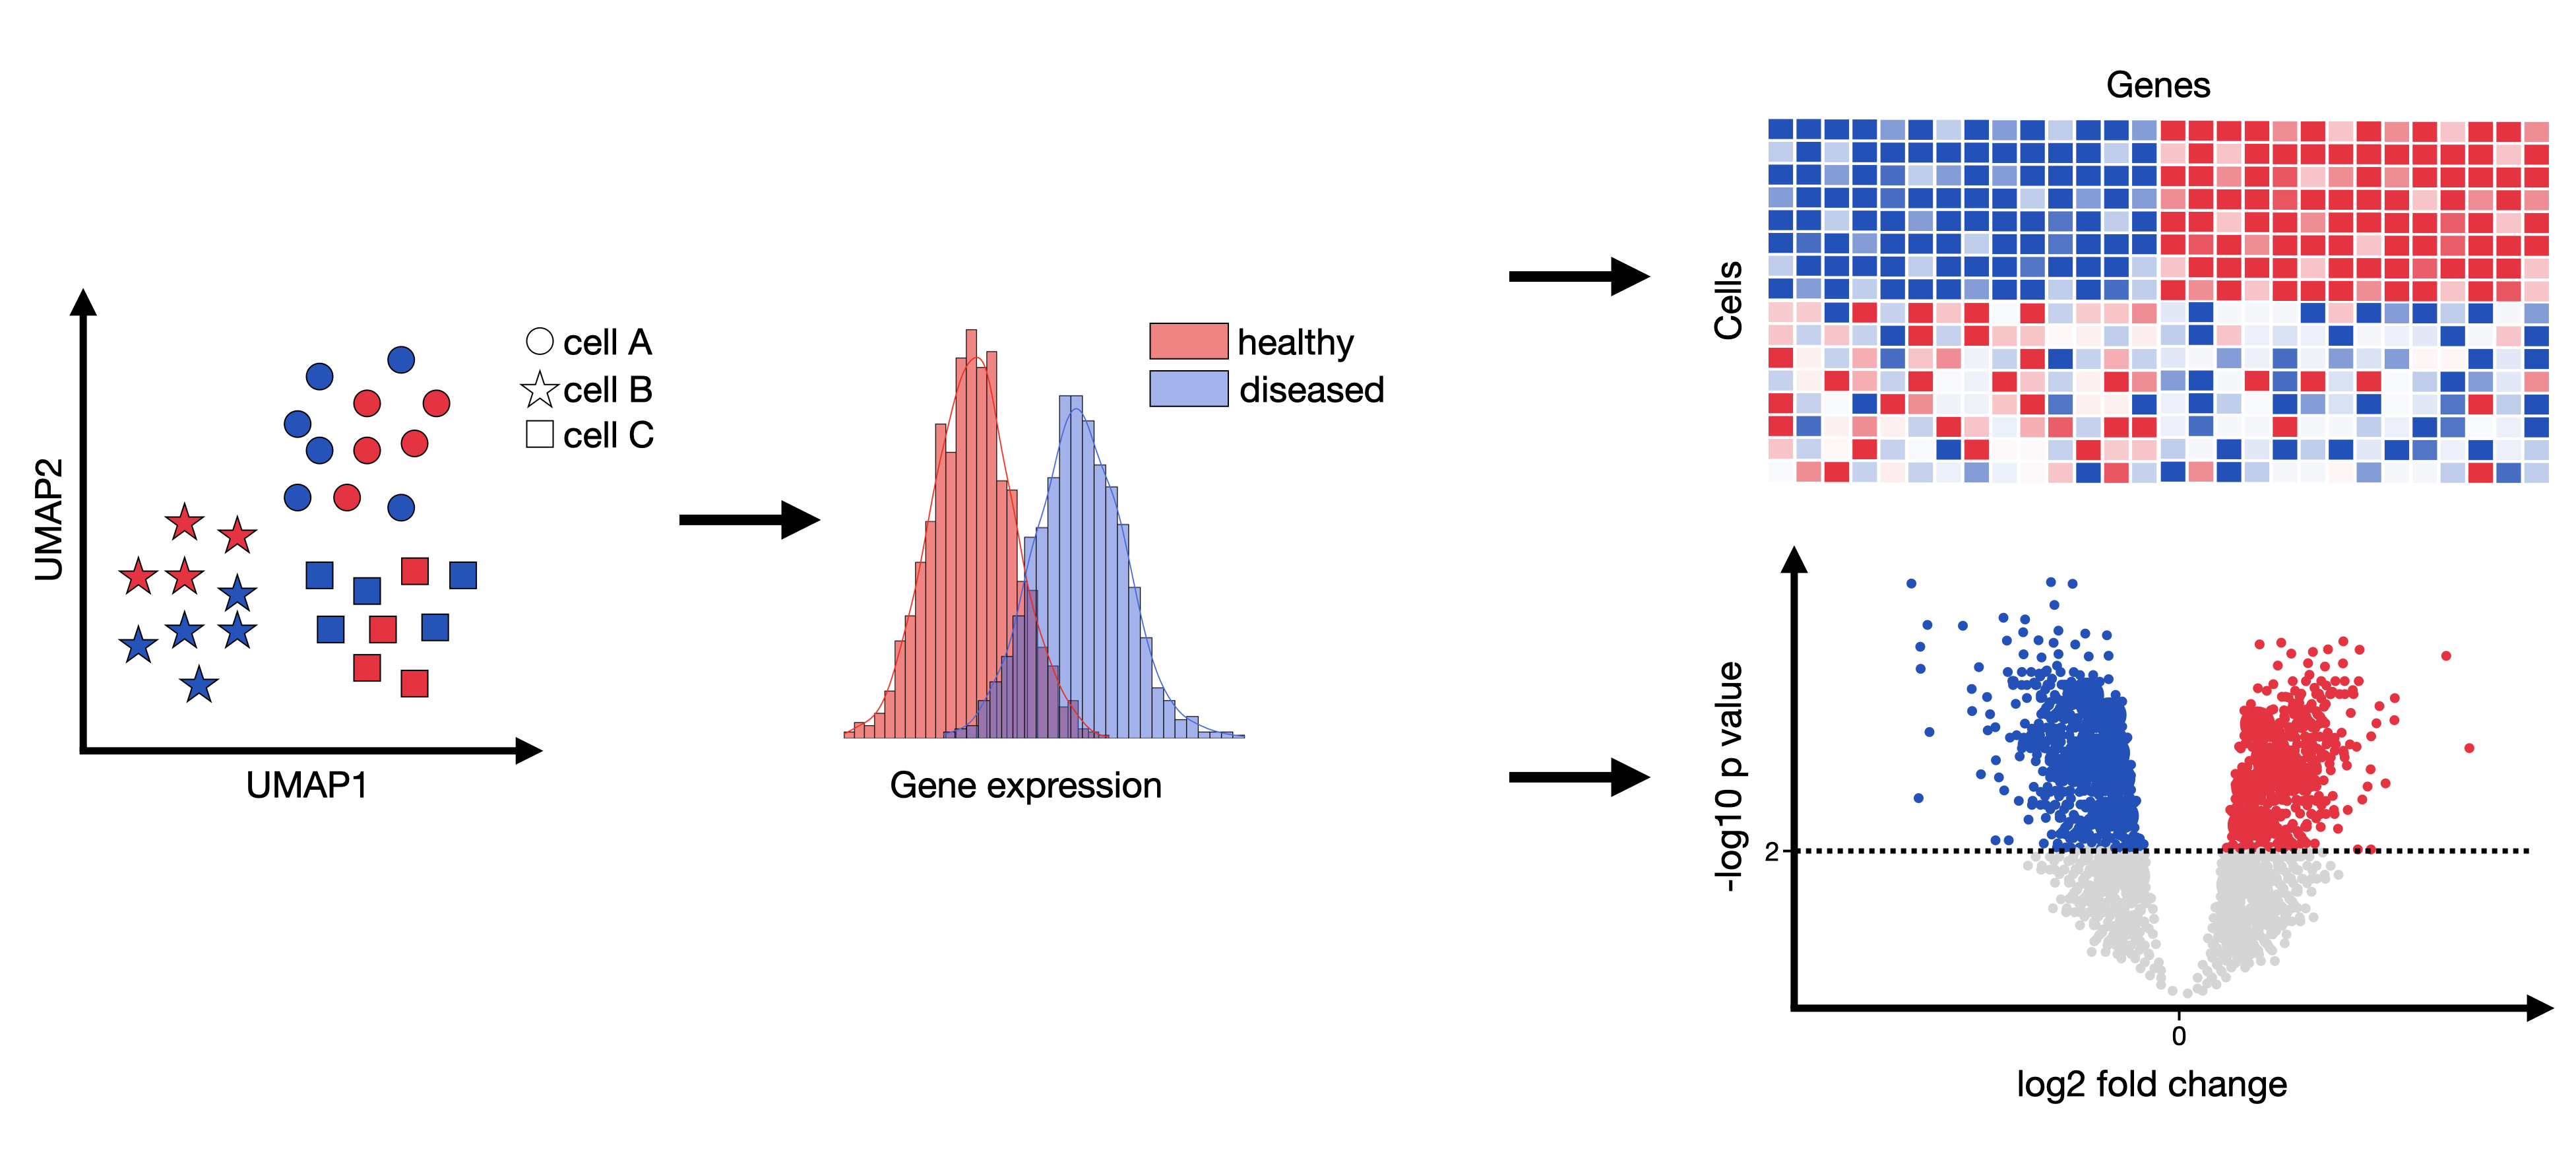 UMAP2
UMAP1
cell A
cell B
cell C
Gene expression
healthy
diseased
Genes
Cells
-log10 p value
2
0
log2 fold change